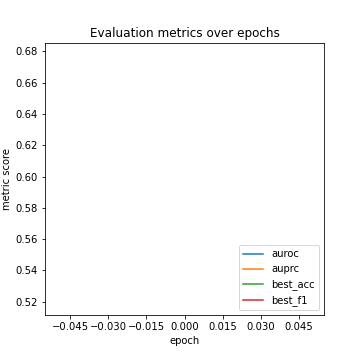 Evaluation metrics over epochs
metric score
0.68
0.66
0.64
0.62
0.60
0.58
0.56
0.54
0.52
auroc
auprc
best_acc
best_f1
−0.045 −0.030 −0.015 0.000 0.015 0.030 0.045
epoch